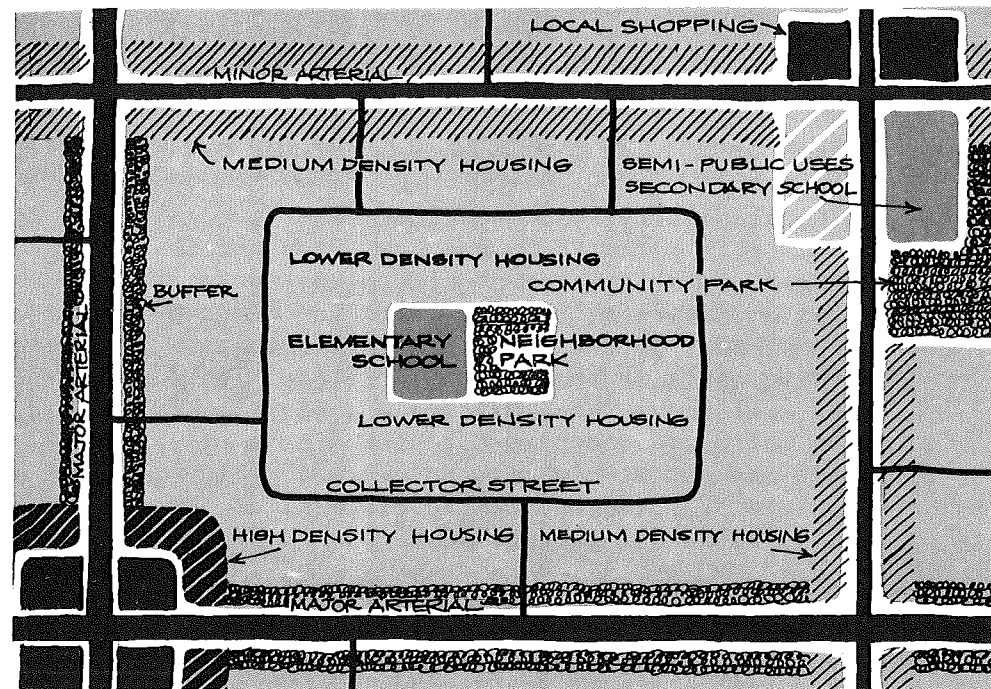 LOCAL SHOPPING
MINOR ARTERIAL
MEDIUM DENSITY HOUSING
SEMI-PUBLIC USES
SECONDARY SCHOOL
LOWER DENSITY HOUSING
COMMUNITY PARK
BUFFER
ELEMENTARY
SCHOOL
NEIGHBORHOOD
PARK
MAJOR ARTERIAL
LOWER DENSITY HOUSING
COLLECTOR STREET
HIGH DENSITY HOUSING
MEDIUM DENSITY HOUSING
MAJOR ARTERIAL